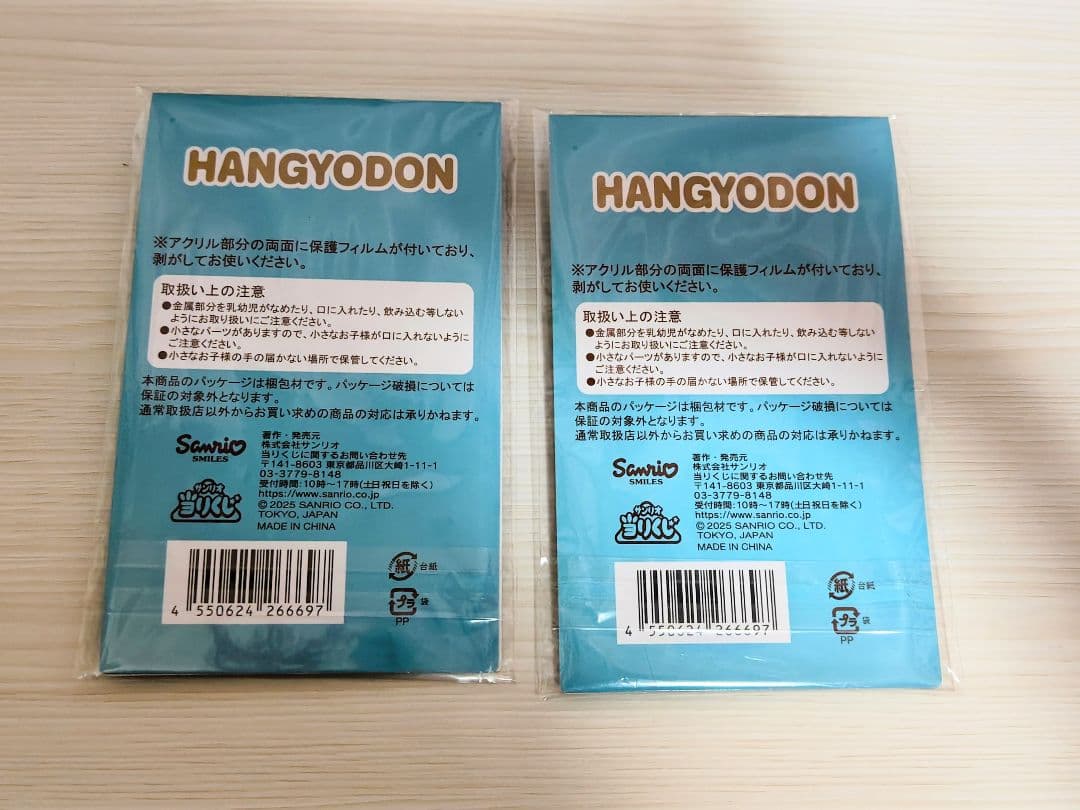 HANGYODON
※アクリル部分の両面に保護フィルムが付いており、
剥がしてお使いください。
取扱い上の注意
●金属部分を乳幼児がなめたり、口に入れたり、飲み込む等しない
ようにお取り扱いにご注意ください。
●小さなパーツがありますので、小さなお子様が口に入れないように
ご注意ください。
●小さなお子様の手の届かない場所で保管してください。
本商品のパッケージは梱包材です。パッケージ破損については
保証の対象外となります。
通常取扱店以外からお買い求めの商品の対応は承りかねます。
Sanrio
SMILES
サンリオ
当りくじ
著作・発売元
株式会社サンリオ
当りくじに関するお問い合わせ先
〒141-8603 東京都品川区大崎1-11-1
03-3779-8148
受付時間:10時〜17時(土日祝日を除く)
https://www.sanrio.co.jp
© 2025 SANRIO CO., LTD.
TOKYO, JAPAN
MADE IN CHINA
4 550624 266697
紙 台紙
プラ 袋
PP
HANGYODON
※アクリル部分の両面に保護フィルムが付いており、
剥がしてお使いください。
取扱い上の注意
●金属部分を乳幼児がなめたり、口に入れたり、飲み込む等しない
ようにお取り扱いにご注意ください。
●小さなパーツがありますので、小さなお子様が口に入れないように
ご注意ください。
●小さなお子様の手の届かない場所で保管してください。
本商品のパッケージは梱包材です。パッケージ破損については
保証の対象外となります。
通常取扱店以外からお買い求めの商品の対応は承りかねます。
Sanrio
SMILES
サンリオ
当りくじ
著作・発売元
株式会社サンリオ
当りくじに関するお問い合わせ先
〒141-8603 東京都品川区大崎1-11-1
03-3779-8148
受付時間:10時〜17時(土日祝日を除く)
https://www.sanrio.co.jp
© 2025 SANRIO CO., LTD.
TOKYO, JAPAN
MADE IN CHINA
4 550624 266697
紙 台紙
プラ 袋
PP